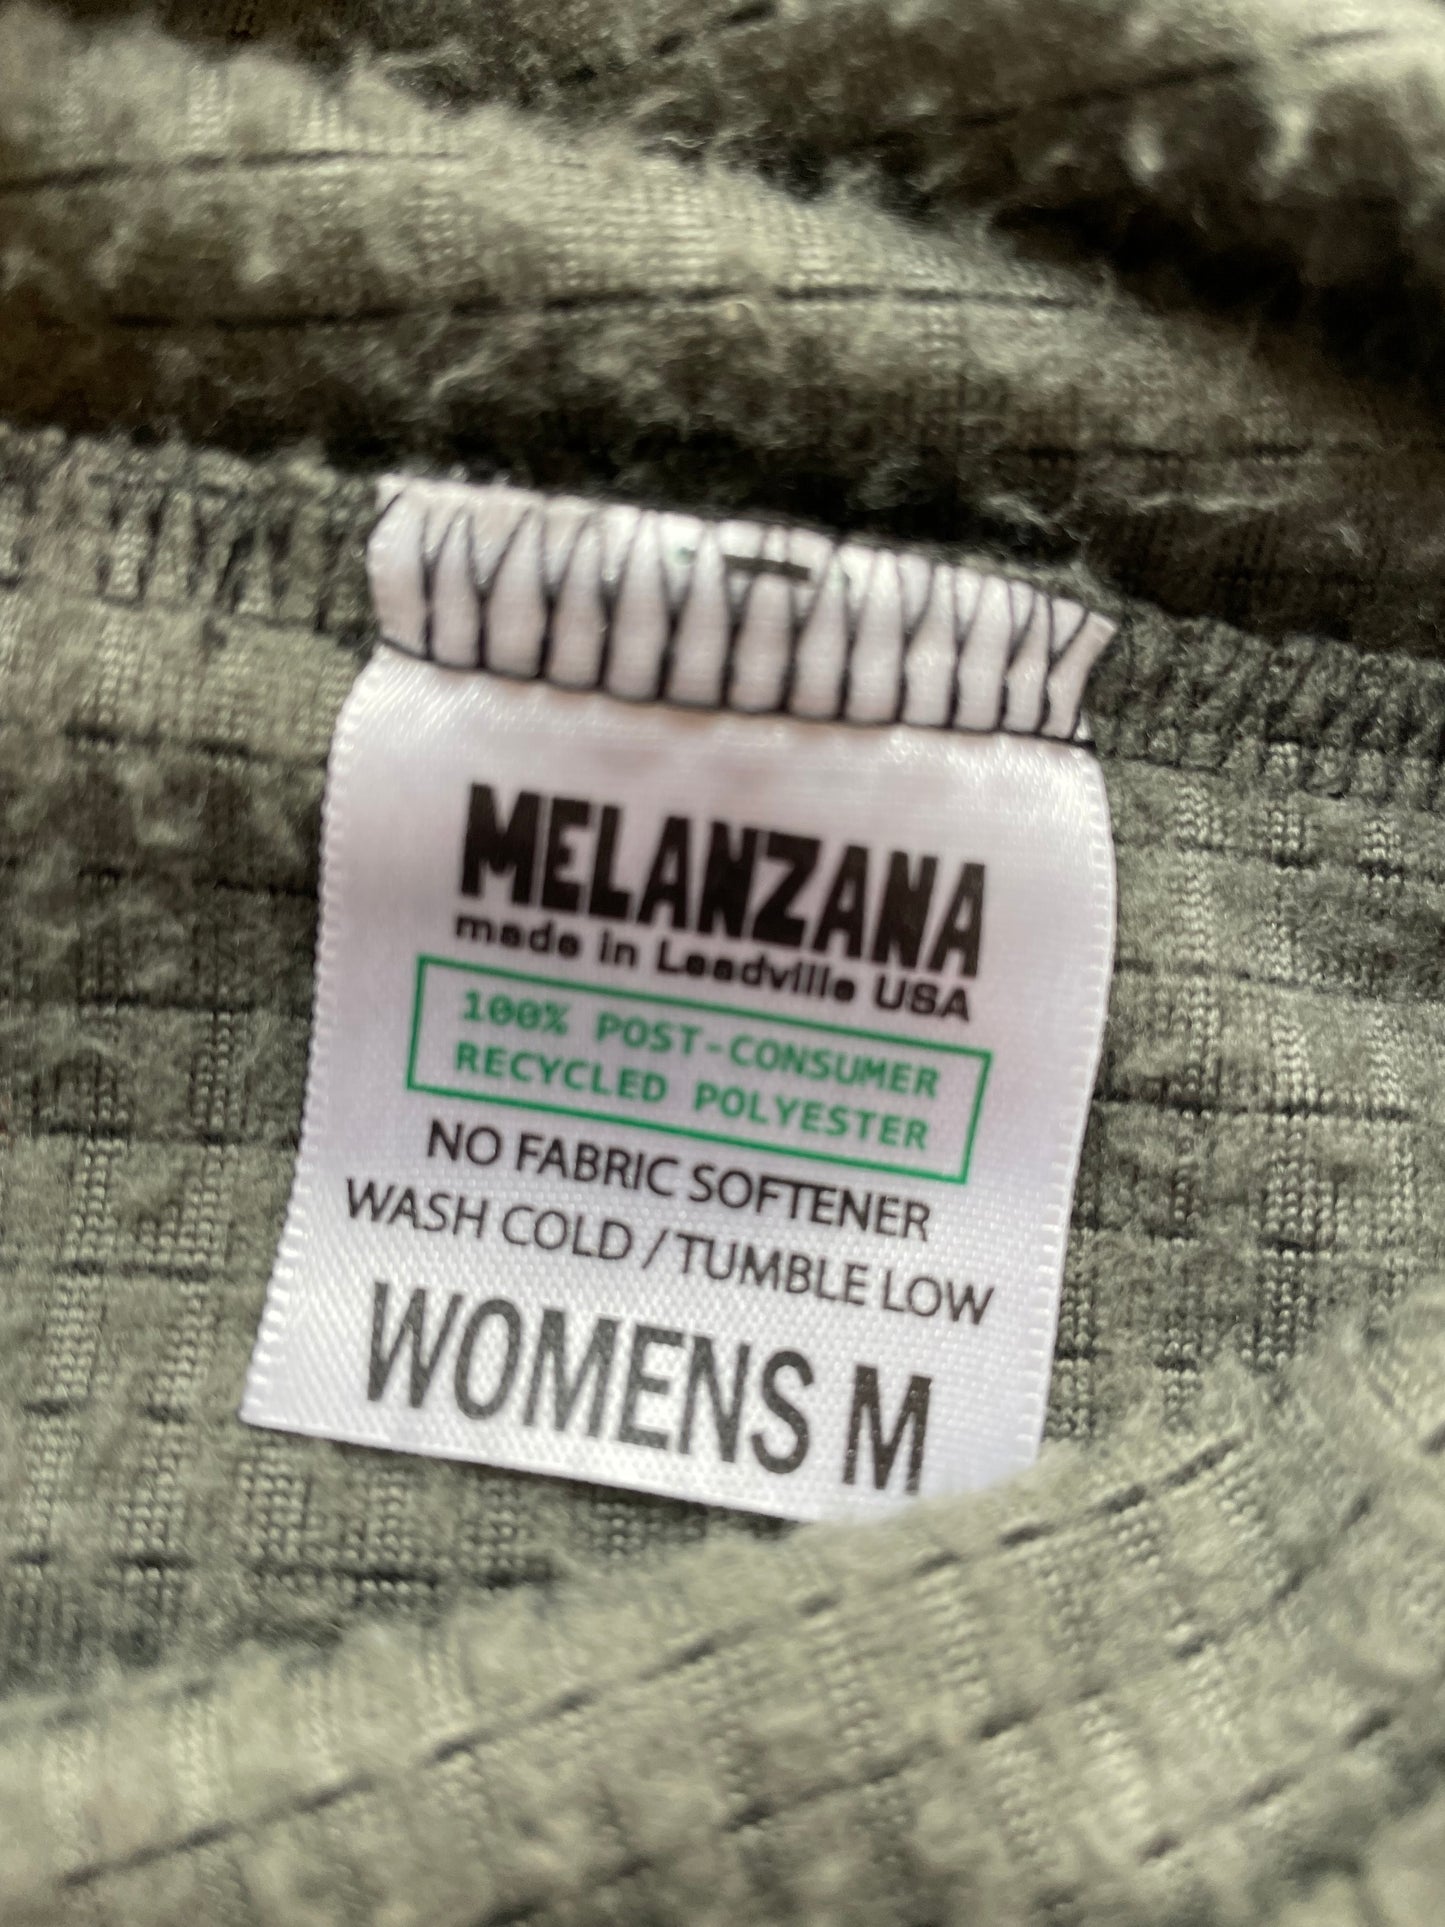 MELANZANA
made in Leadville USA
100% POST-CONSUMER
RECYCLED POLYESTER
NO FABRIC SOFTENER
WASH COLD / TUMBLE LOW
WOMENS M